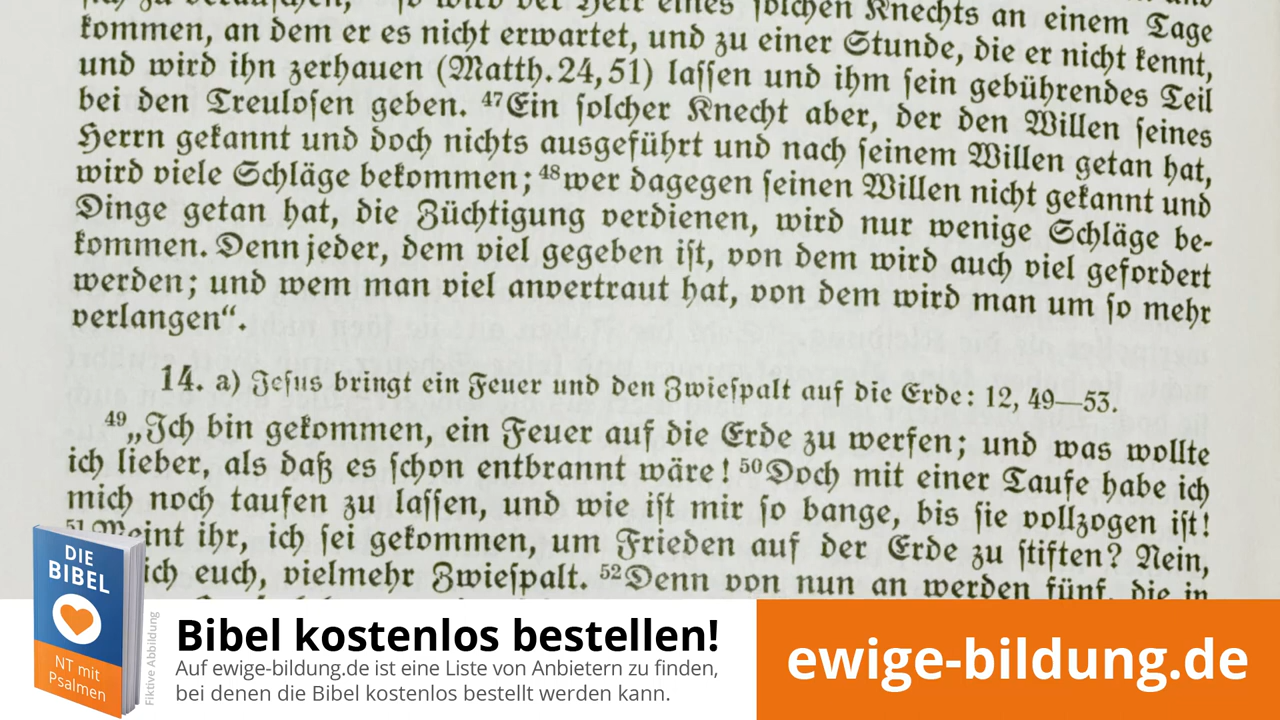 kommen, an dem er es nicht erwartet, und zu einer Stunde, die er nicht kennt,
und wird ihn zerhauen (Matth. 24, 51) lassen und ihm sein gebührendes Teil
bei den Treulosen geben. ⁴⁷Ein solcher Knecht aber, der den Willen seines
Herrn gekannt und doch nichts ausgeführt und nach seinem Willen getan hat,
wird viele Schläge bekommen; ⁴⁸wer dagegen seinen Willen nicht gekannt und
Dinge getan hat, die Züchtigung verdienen, wird nur wenige Schläge be-
kommen. Denn jeder, dem viel gegeben ist, von dem wird auch viel gefordert
werden; und wem man viel anvertraut hat, von dem wird man um so mehr
verlangen“.
14. a) Jesus bringt ein Feuer und den Zwiespalt auf die Erde: 12, 49—53.
⁴⁹„Ich bin gekommen, ein Feuer auf die Erde zu werfen; und was wollte
ich lieber, als daß es schon entbrannt wäre! ⁵⁰Doch mit einer Taufe habe ich
mich noch taufen zu lassen, und wie ist mir so bange, bis sie vollzogen ist!
⁵¹Meint ihr, ich sei gekommen, um Frieden auf der Erde zu stiften? Nein,
ich euch, vielmehr Zwiespalt. ⁵²Denn von nun an werden fünf, die in
DIE
BIBEL
NT mit
Psalmen
Fiktive Abbildung
Bibel kostenlos bestellen!
Auf ewige-bildung.de ist eine Liste von Anbietern zu finden,
bei denen die Bibel kostenlos bestellt werden kann.
ewige-bildung.de